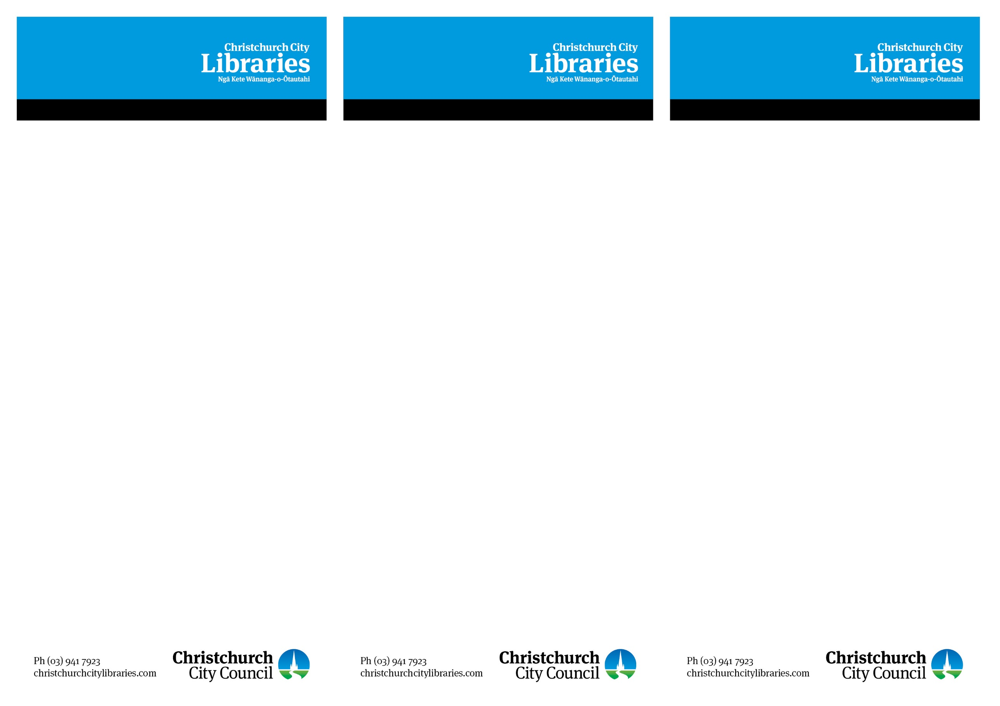 Christchurch City
Libraries
Ngā Kete Wānanga-o-Ōtautahi
Ph (03) 941 7923
christchurchcitylibraries.com
Christchurch
City Council
Christchurch City
Libraries
Ngā Kete Wānanga-o-Ōtautahi
Ph (03) 941 7923
christchurchcitylibraries.com
Christchurch
City Council
Christchurch City
Libraries
Ngā Kete Wānanga-o-Ōtautahi
Ph (03) 941 7923
christchurchcitylibraries.com
Christchurch
City Council